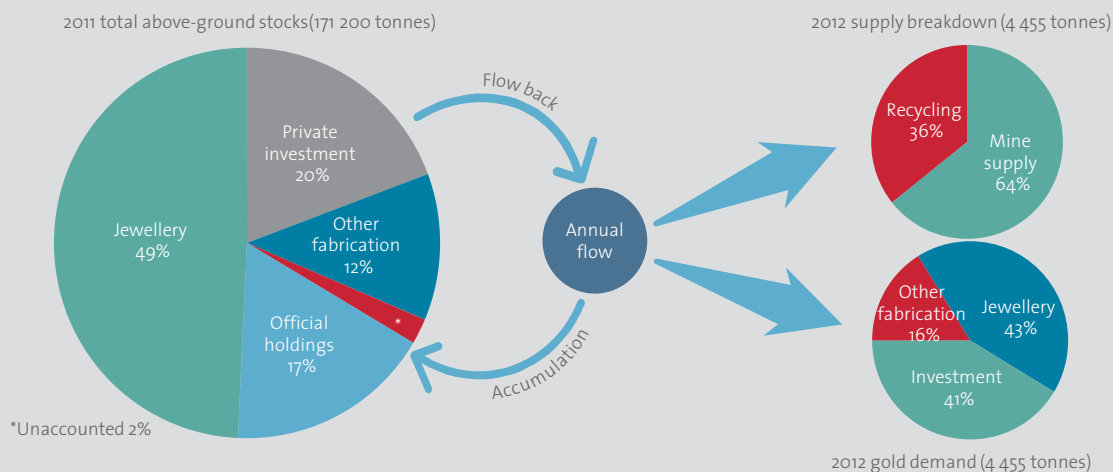 2011 total above-ground stocks(171 200 tonnes)
Private
investment
20%
Other
fabrication
12%
Jewellery
49%
*
Official
holdings
17%
*Unaccounted 2%
Flow back
Annual
flow
Accumulation
2012 supply breakdown (4 455 tonnes)
Recycling
36%
Mine
supply
64%
Other
fabrication
16%
Jewellery
43%
Investment
41%
2012 gold demand (4 455 tonnes)